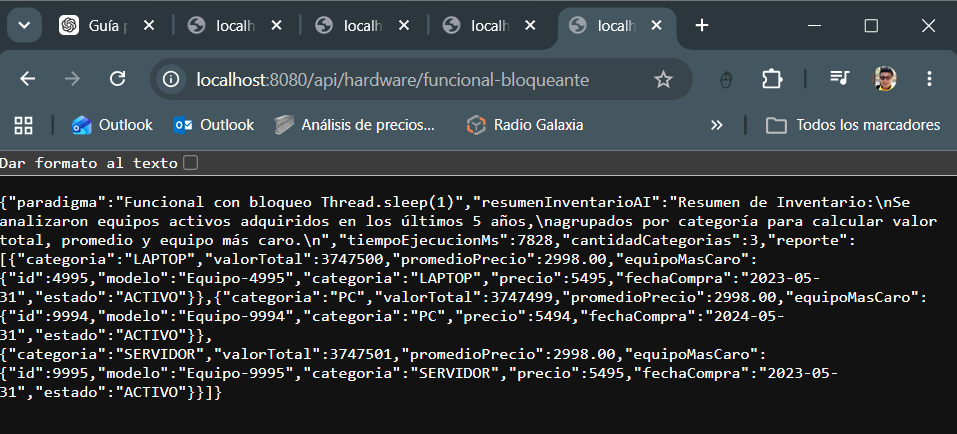 Guía p
localh
localh
localh
localh
localhost:8080/api/hardware/funcional-bloqueante
Outlook
Outlook
Análisis de precios...
Radio Galaxia
Todos los marcadores
Dar formato al texto
{"paradigma":"Funcional con bloqueo Thread.sleep(1)","resumenInventarioAI":"Resumen de Inventario:\nSe
analizaron equipos activos adquiridos en los últimos 5 años,\nagrupados por categoría para calcular valor
total, promedio y equipo más caro.\n","tiempoEjecucionMs":7828,"cantidadCategorias":3,"reporte":
[{"categoria":"LAPTOP","valorTotal":3747500,"promedioPrecio":2998.00,"equipoMasCaro":
{"id":4995,"modelo":"Equipo-4995","categoria":"LAPTOP","precio":5495,"fechaCompra":"2023-05-
31","estado":"ACTIVO"}},{"categoria":"PC","valorTotal":3747499,"promedioPrecio":2998.00,"equipoMasCaro":
{"id":9994,"modelo":"Equipo-9994","categoria":"PC","precio":5494,"fechaCompra":"2024-05-
31","estado":"ACTIVO"}},
{"categoria":"SERVIDOR","valorTotal":3747501,"promedioPrecio":2998.00,"equipoMasCaro":
{"id":9995,"modelo":"Equipo-9995","categoria":"SERVIDOR","precio":5495,"fechaCompra":"2023-05-
31","estado":"ACTIVO"}}]}